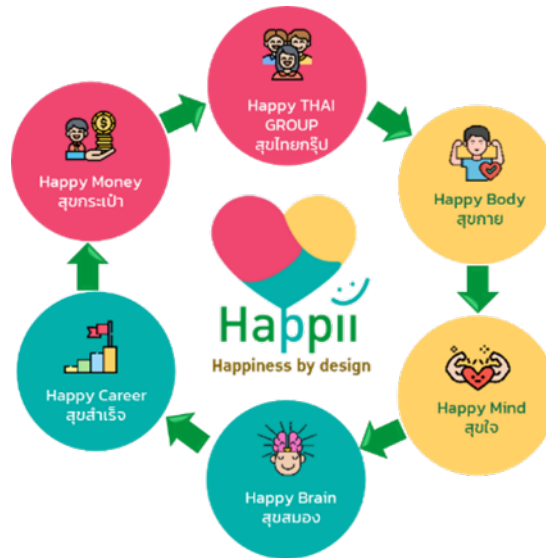 Happy THAI
GROUP
สุขไทยกรุ๊ป
Happy Money
สุขกระเป๋า
Happy Body
สุขกาย
Happii
Happiness by design
Happy Career
สุขสำเร็จ
Happy Mind
สุขใจ
Happy Brain
สุขสมอง